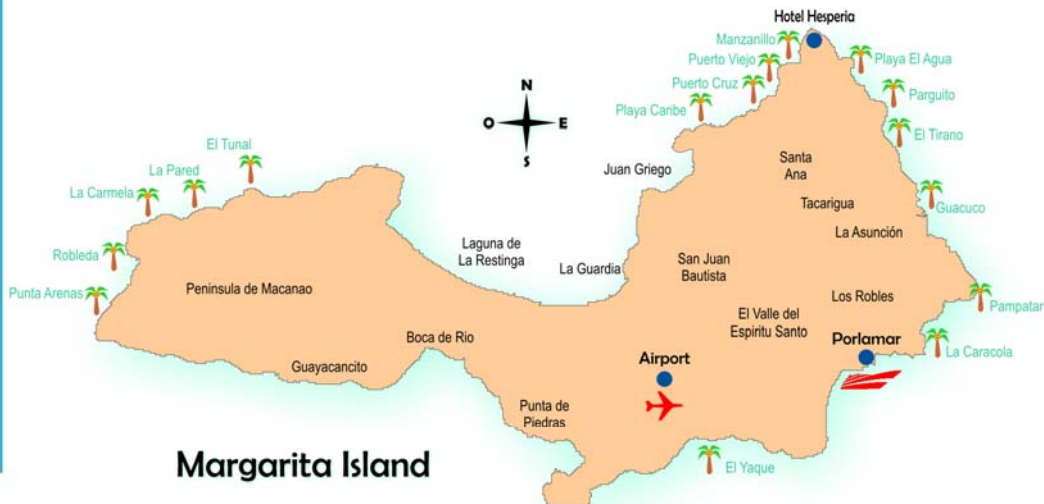 Hotel Hesperia
Manzanillo
Puerto Viejo
Playa El Agua
Puerto Cruz
Parguito
N
Playa Caribe
O
E
El Tirano
S
El Tunal
La Pared
Juan Griego
Santa
Ana
La Carmela
Tacarigua
Guacuco
La Asunción
Robleda
Laguna de
La Restinga
La Guardia
San Juan
Bautista
Punta Arenas
Peninsula de Macanao
Los Robles
Pampatar
El Valle del
Espiritu Santo
Boca de Rio
Porlamar
La Caracola
Guayacancito
Airport
Punta de
Piedras
El Yaque
Margarita Island